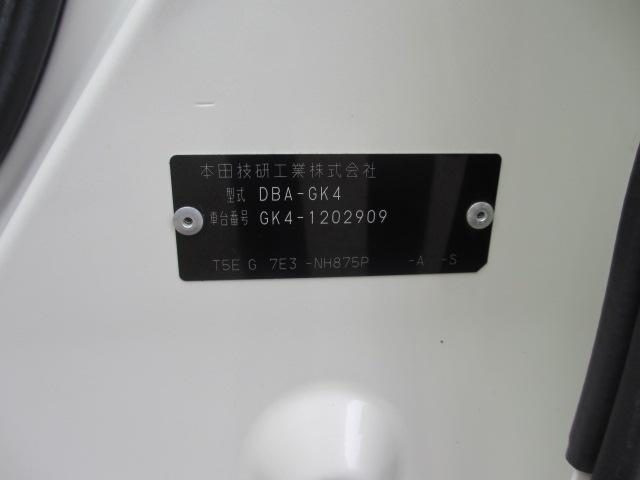 本田技研工業株式会社
型式 DBA-GK4
車台番号 GK4-1202909
T5E G 7E3 -NH875P -A -S